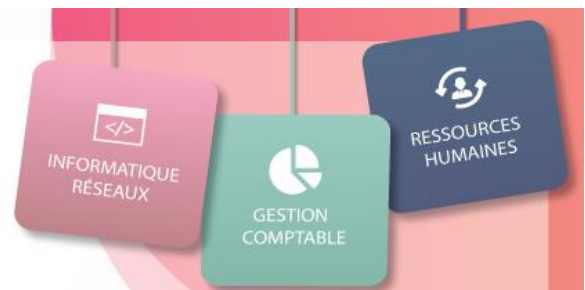 </>
INFORMATIQUE
RÉSEAUX
GESTION
COMPTABLE
RESSOURCES
HUMAINES